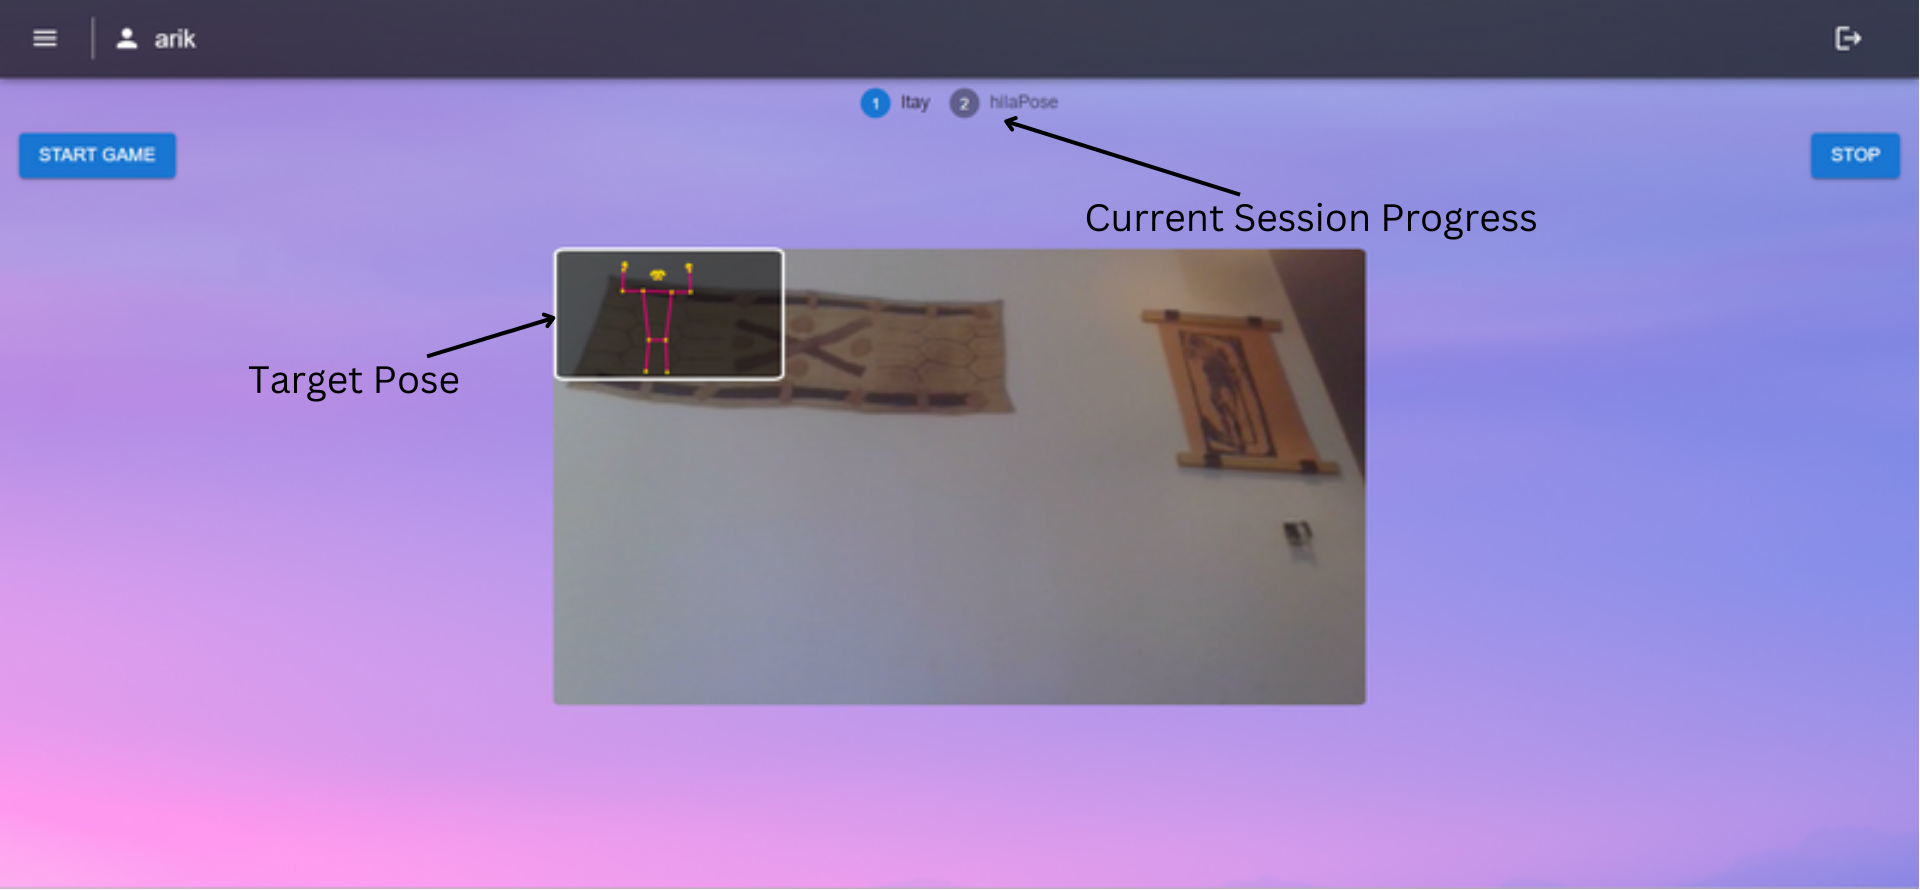 arik
1 Itay 2 hilaPose
START GAME
STOP
Current Session Progress
Target Pose